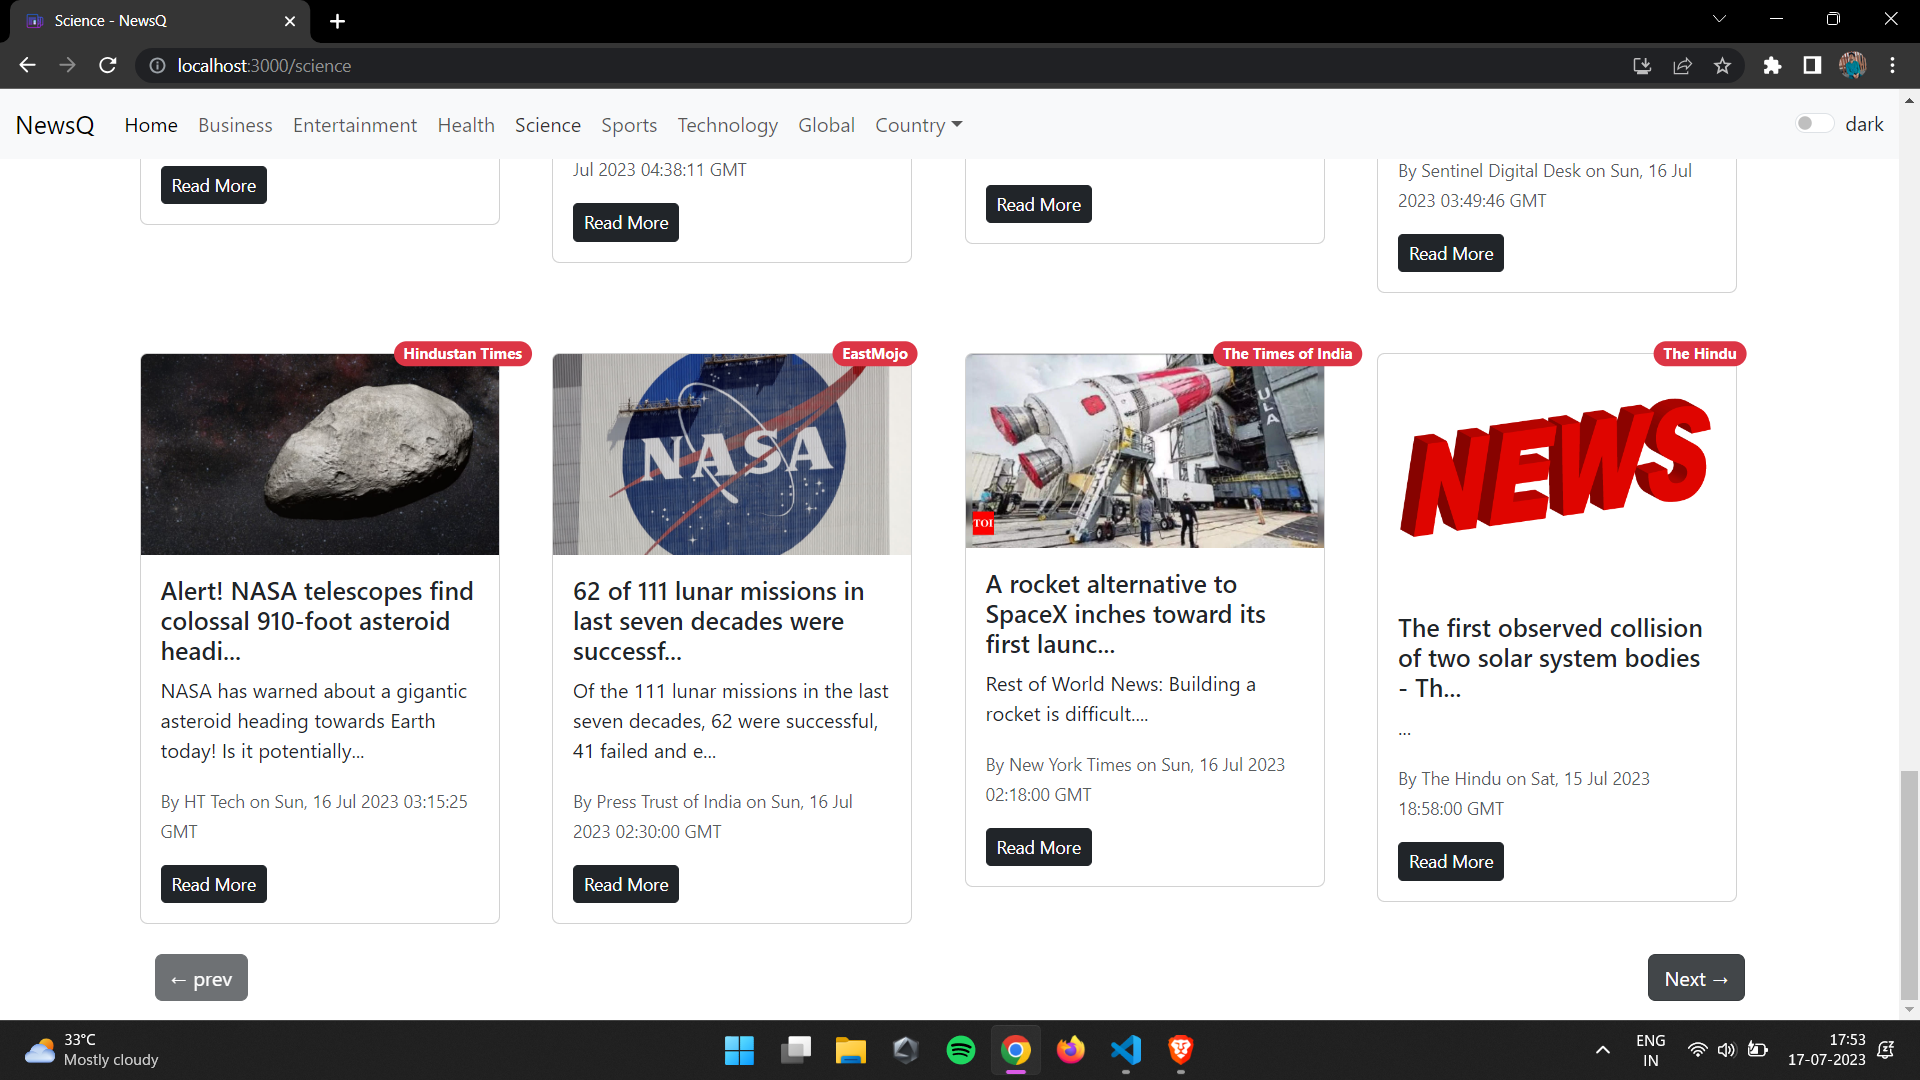 Science - NewsQ
localhost:3000/science
NewsQ Home Business Entertainment Health Science Sports Technology Global Country dark
Read More
Jul 2023 04:38:11 GMT
Read More
Read More
By Sentinel Digital Desk on Sun, 16 Jul
2023 03:49:46 GMT
Read More
Hindustan Times
Alert! NASA telescopes find
colossal 910-foot asteroid
headi...
NASA has warned about a gigantic
asteroid heading towards Earth
today! Is it potentially...
By HT Tech on Sun, 16 Jul 2023 03:15:25
GMT
Read More
EastMojo
NASA
62 of 111 lunar missions in
last seven decades were
successf...
Of the 111 lunar missions in the last
seven decades, 62 were successful,
41 failed and e...
By Press Trust of India on Sun, 16 Jul
2023 02:30:00 GMT
Read More
The Times of India
ULA
TOI
A rocket alternative to
SpaceX inches toward its
first launc...
Rest of World News: Building a
rocket is difficult....
By New York Times on Sun, 16 Jul 2023
02:18:00 GMT
Read More
The Hindu
NEWS
The first observed collision
of two solar system bodies
- Th...
...
By The Hindu on Sat, 15 Jul 2023
18:58:00 GMT
Read More
← prev
Next →
33°C
Mostly cloudy
ENG
IN
17:53
17-07-2023